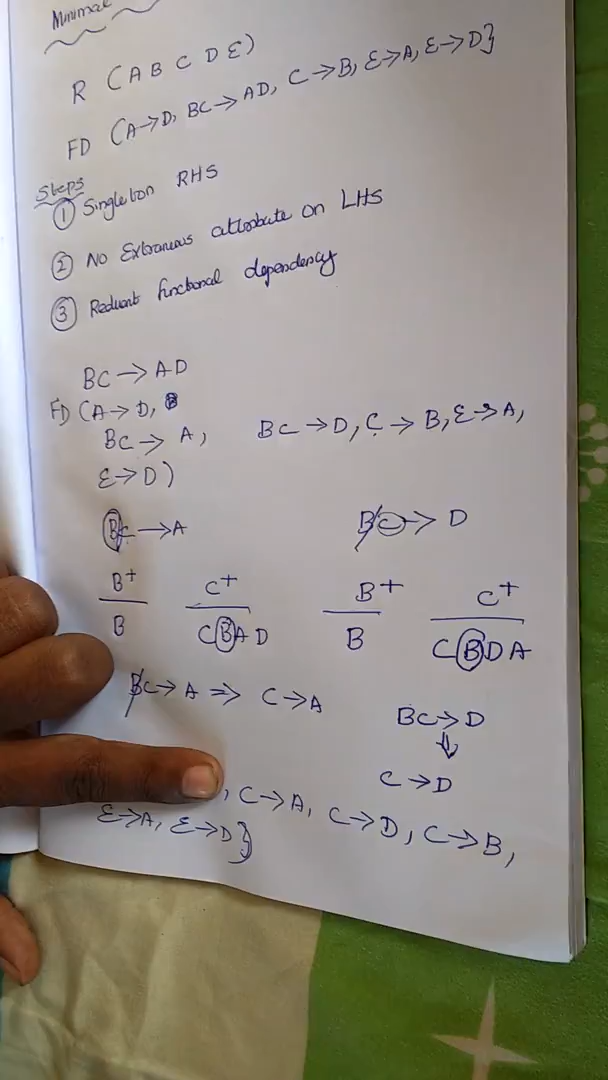 Minimal
R (A B C D E)
FD (A→D, BC→AD, C→B, E→A, E→D}
Steps
① Singleton RHS
② No Extraneous attribute on LHS
③ Reduant functional dependency
BC→AD
FD (A→D, B
BC→A, BC→D, C→B, E→A,
E→D)
BC→A BC→D
B+ C+ B+ C+
B CBAD B CBDA
BC→A ⇒ C→A
BC→D
⇓
C→D
, C→A, C→D, C→B,
E→A, E→D}